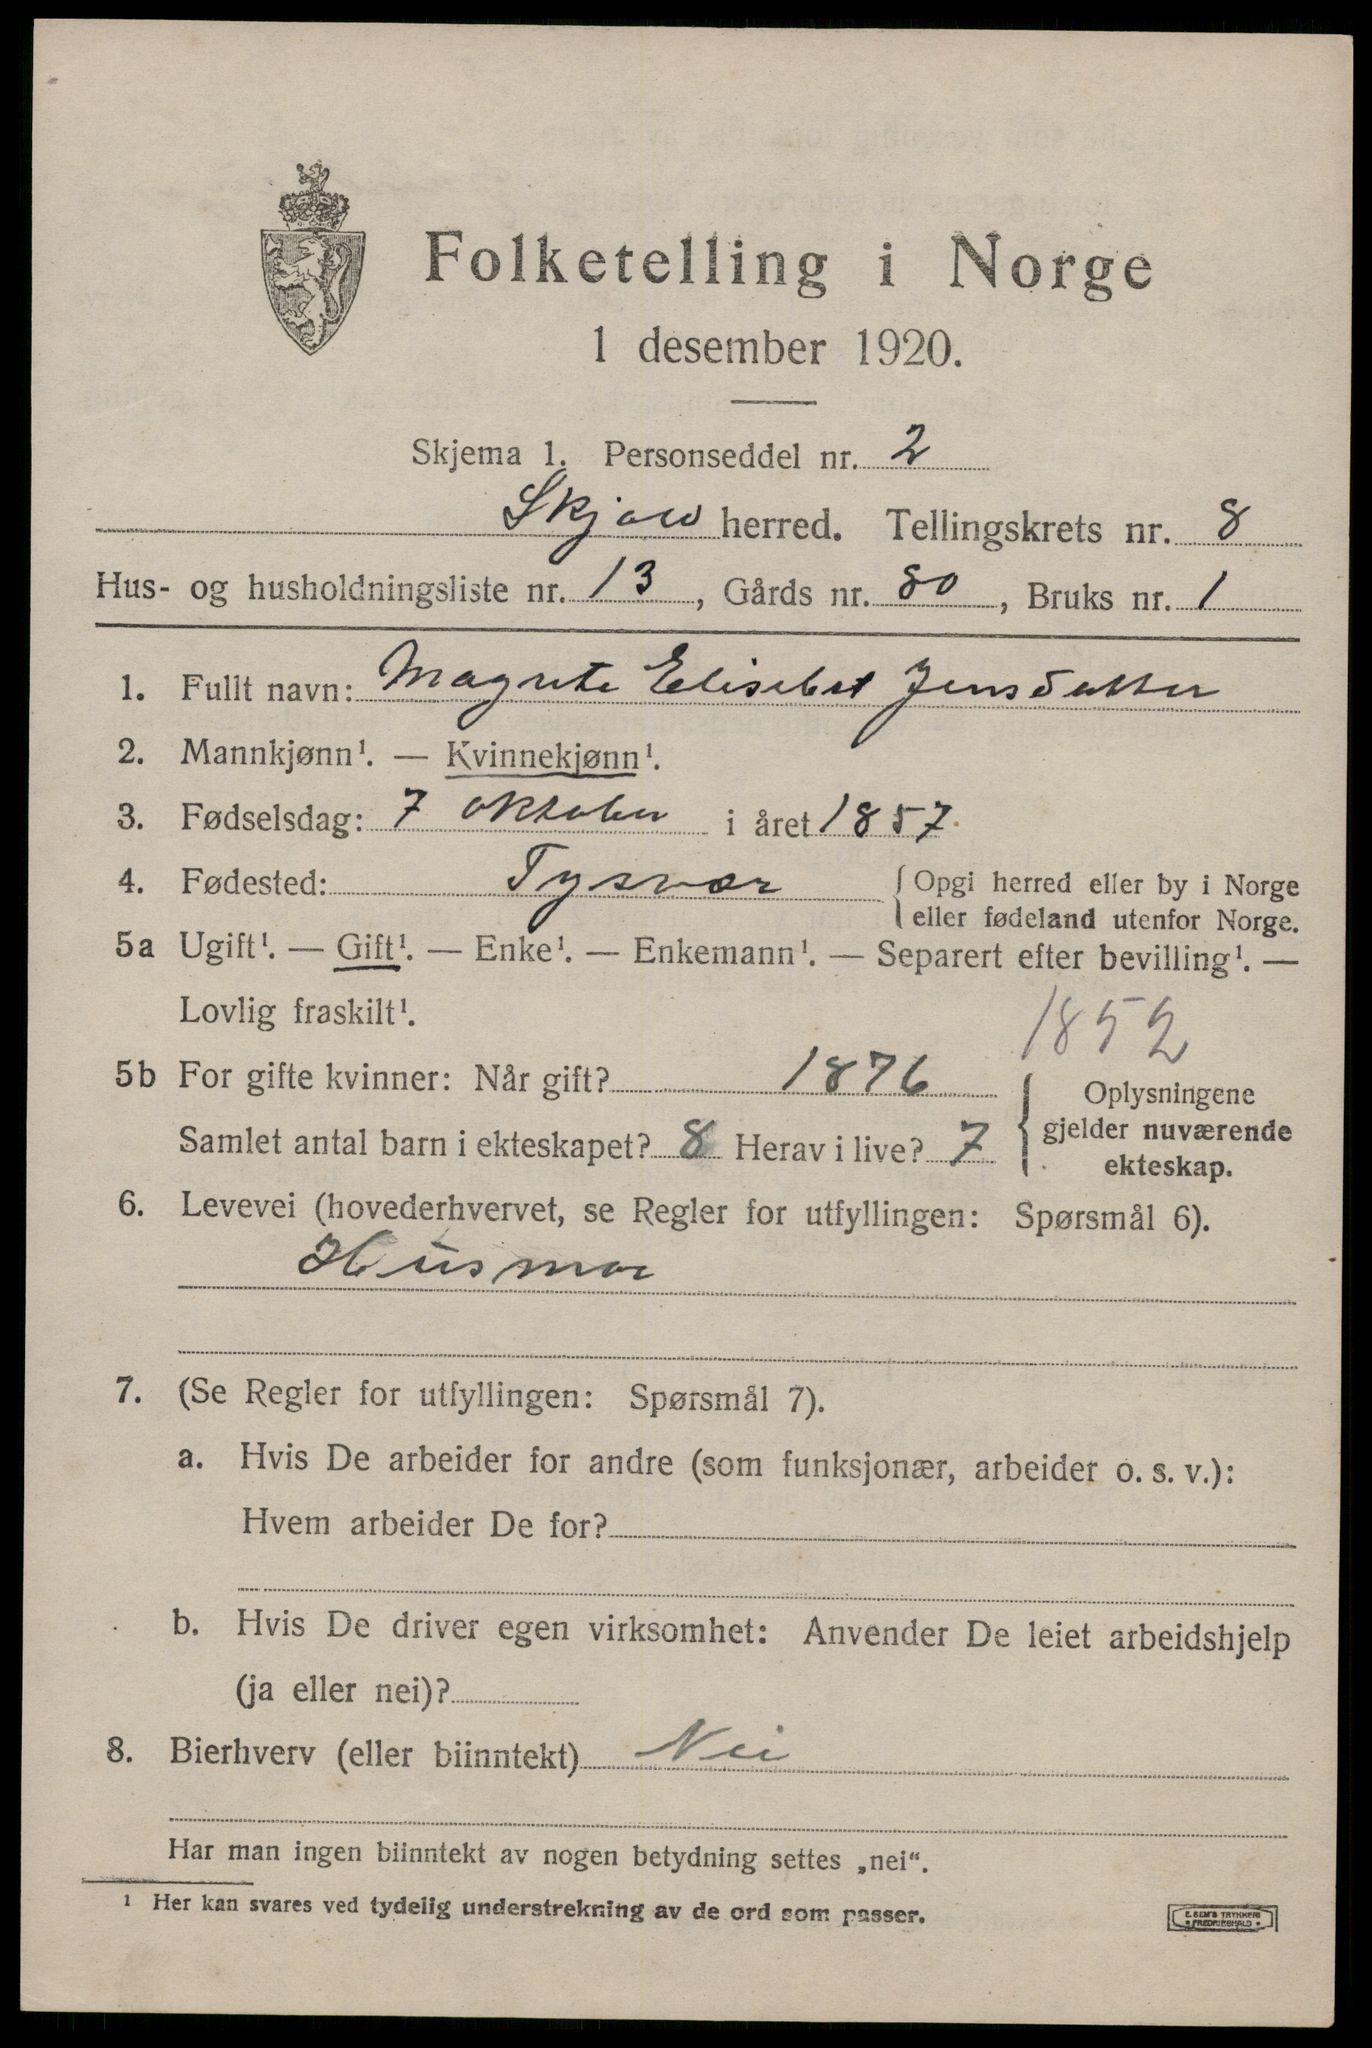 Folketelling i Norge
1 desember 1920.
Skjema 1. Personseddel nr. 2
Skjold herred. Tellingskrets nr. 8
Hus- og husholdningsliste nr. 13, Gårds nr. 80, Bruks nr. 1
1. Fullt navn: Magrete Elisebet Jensdatter
2. Mannkjønn¹. — Kvinnekjønn¹.
3. Fødselsdag: 7 oktober i året 1857.
4. Fødested: Tysvær { Opgi herred eller by i Norge
eller fødeland utenfor Norge.
5a Ugift¹. — Gift¹. — Enke¹. — Enkemann¹. — Separert efter bevilling¹. —
Lovlig fraskilt¹.
1852
5b For gifte kvinner: Når gift? 1876
Samlet antal barn i ekteskapet? 8 Herav i live? 7
{ Oplysningene
gjelder nuværende
ekteskap.
6. Levevei (hovederhvervet, se Regler for utfyllingen: Spørsmål 6).
Husmor
7. (Se Regler for utfyllingen: Spørsmål 7).
a. Hvis De arbeider for andre (som funksjonær, arbeider o. s. v.):
Hvem arbeider De for?
b. Hvis De driver egen virksomhet: Anvender De leiet arbeidshjelp
(ja eller nei)?
8. Bierhverv (eller biinntekt) Nei
Har man ingen biinntekt av nogen betydning settes „nei“.
¹ Her kan svares ved tydelig understrekning av de ord som passer.
E. SEM'S TRYKKERI
FREDRIKSHALD